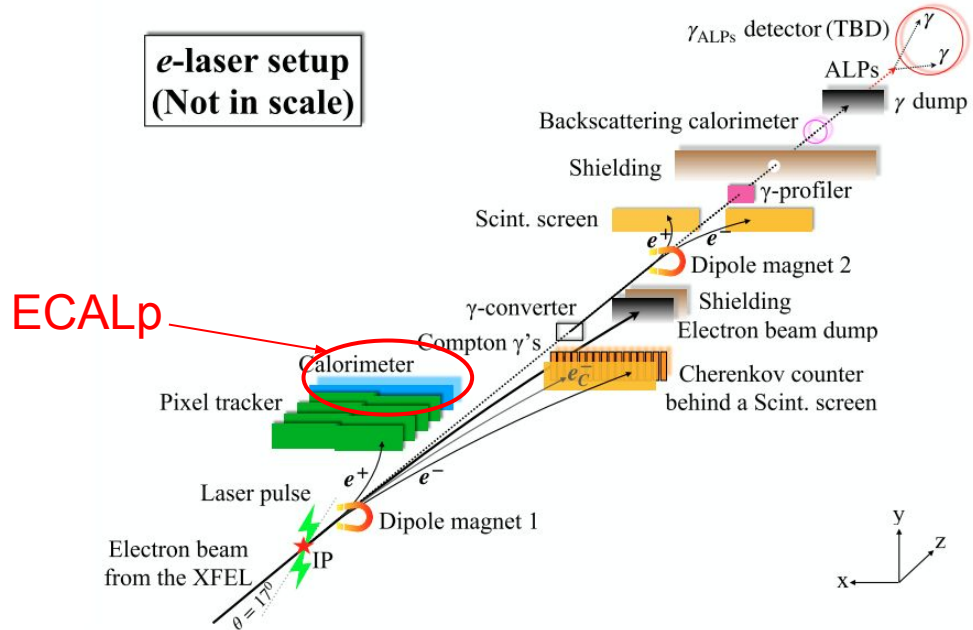 e-laser setup
(Not in scale)
γALPs detector (TBD)
γ
γ
ALPs
γ dump
Backscattering calorimeter
Shielding
γ-profiler
Scint. screen
e⁺
e⁻
Dipole magnet 2
ECALp
γ-converter
Shielding
Electron beam dump
Compton γ's
Calorimeter
e⁻C
Cherenkov counter
behind a Scint. screen
Pixel tracker
e⁺
e⁻
Laser pulse
Dipole magnet 1
IP
Electron beam
from the XFEL
θ = 17⁰
y
z
x